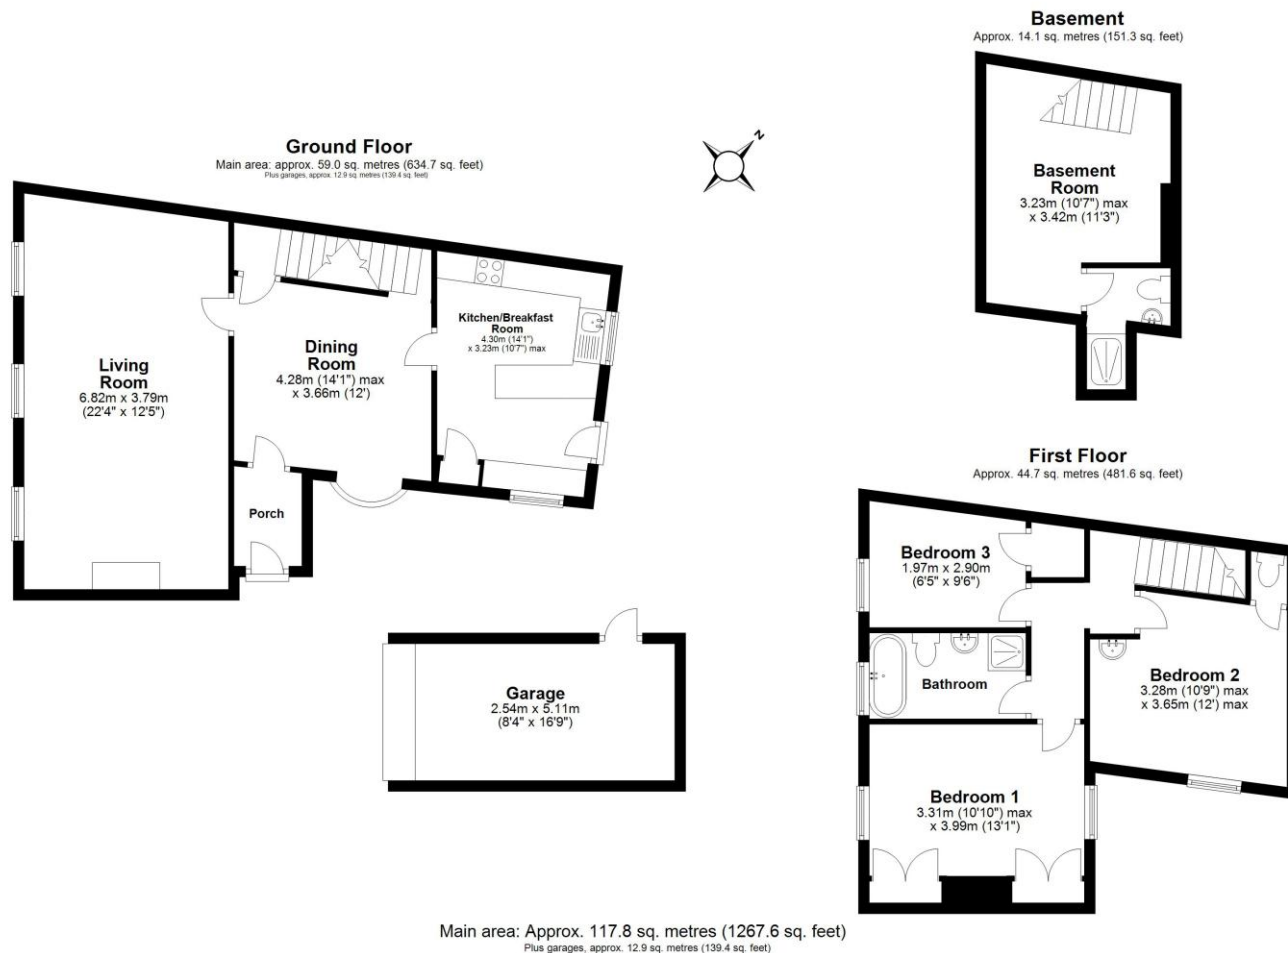 Basement
Approx. 14.1 sq. metres (151.3 sq. feet)
Basement
Room
3.23m (10'7") max
x 3.42m (11'3")
Ground Floor
Main area: approx. 59.0 sq. metres (634.7 sq. feet)
Plus garages, approx. 12.9 sq. metres (139.4 sq. feet)
Living
Room
6.82m x 3.79m
(22'4" x 12'5")
Dining
Room
4.28m (14'1") max
x 3.66m (12')
Kitchen/Breakfast
Room
4.30m (14'1")
x 3.23m (10'7") max
Porch
Garage
2.54m x 5.11m
(8'4" x 16'9")
First Floor
Approx. 44.7 sq. metres (481.6 sq. feet)
Bedroom 3
1.97m x 2.90m
(6'5" x 9'6")
Bathroom
Bedroom 2
3.28m (10'9") max
x 3.65m (12') max
Bedroom 1
3.31m (10'10") max
x 3.99m (13'1")
Main area: Approx. 117.8 sq. metres (1267.6 sq. feet)
Plus garages, approx. 12.9 sq. metres (139.4 sq. feet)
N